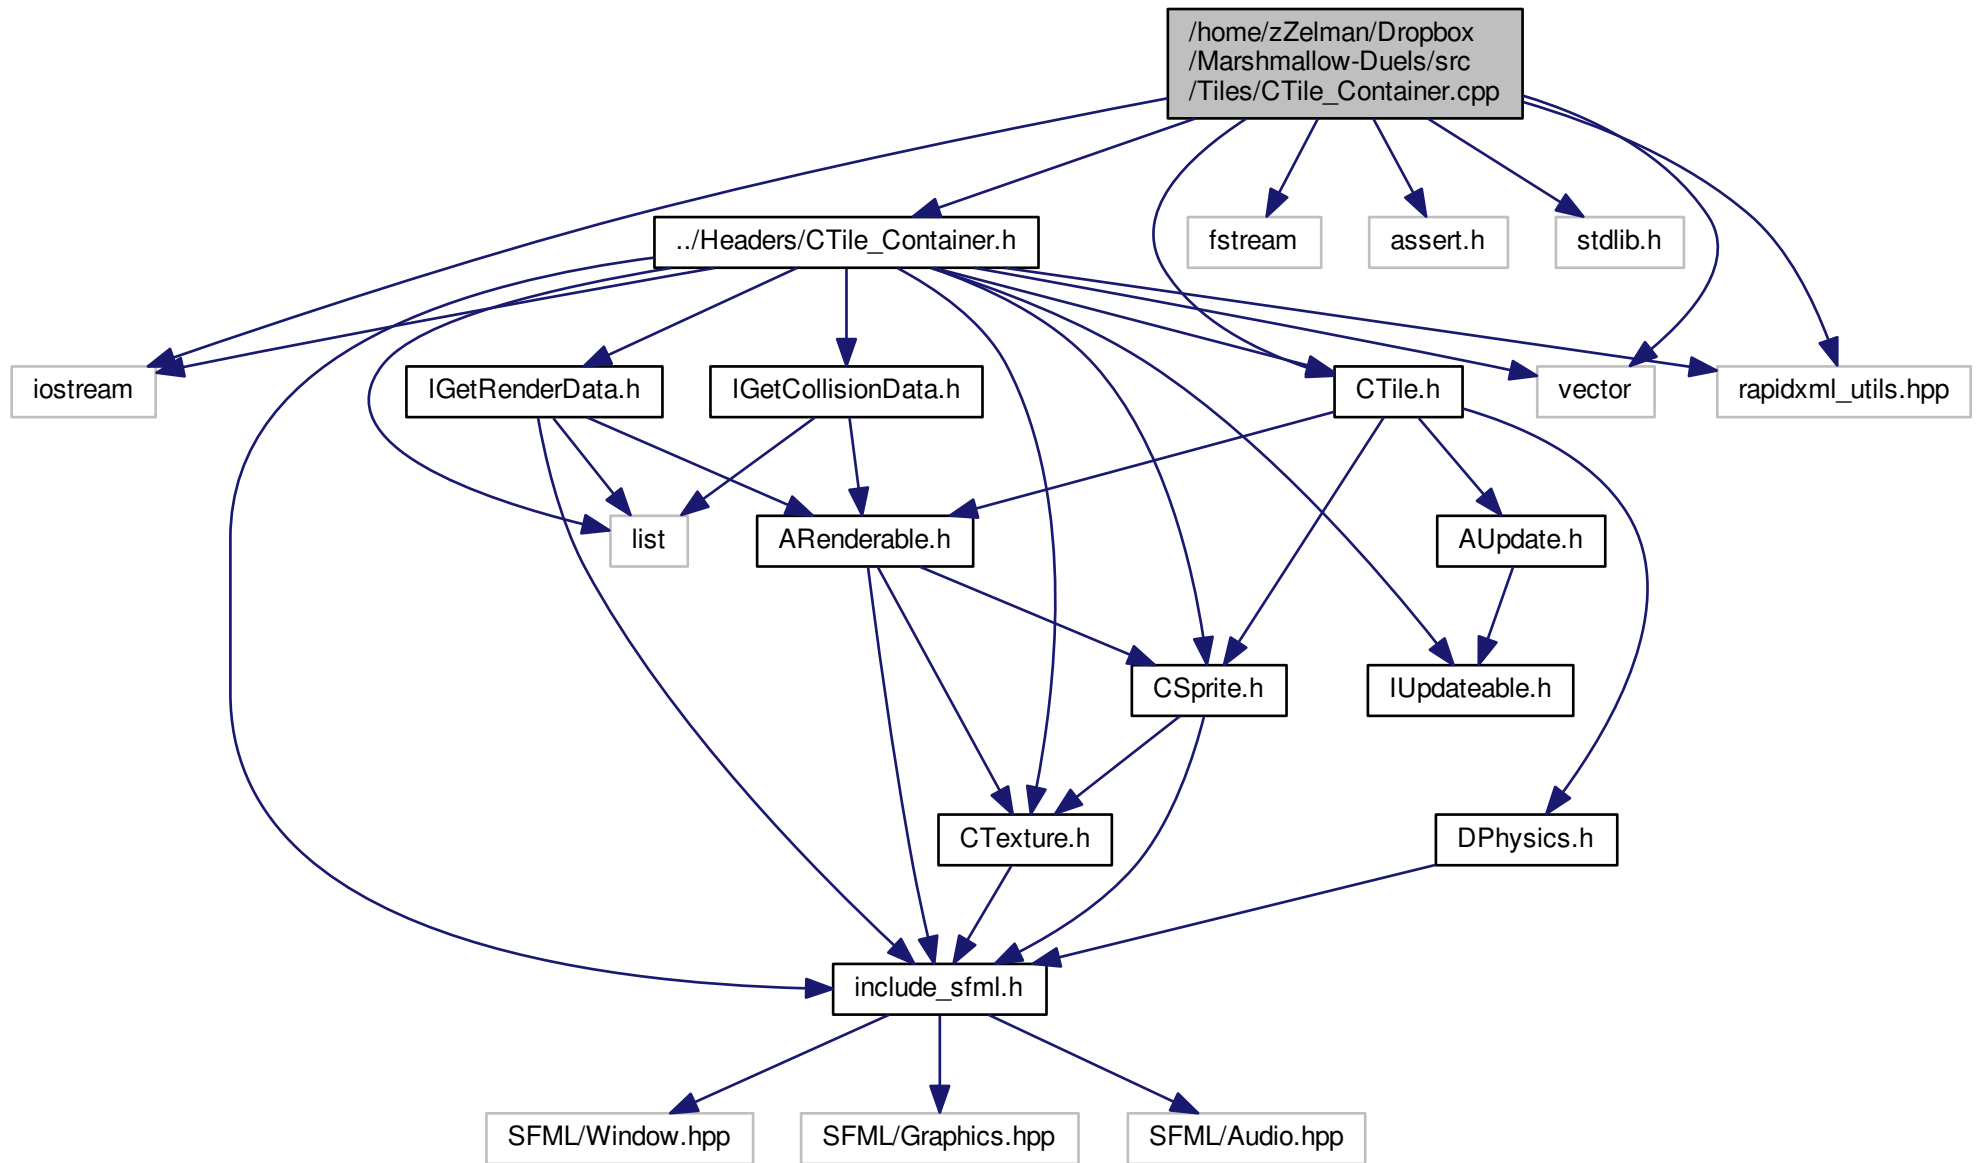 /home/zZelman/Dropbox
/Marshmallow-Duels/src
/Tiles/CTile_Container.cpp
../Headers/CTile_Container.h
fstream
assert.h
stdlib.h
iostream
IGetRenderData.h
IGetCollisionData.h
CTile.h
vector
rapidxml_utils.hpp
list
ARenderable.h
AUpdate.h
CSprite.h
IUpdateable.h
CTexture.h
DPhysics.h
include_sfml.h
SFML/Window.hpp
SFML/Graphics.hpp
SFML/Audio.hpp